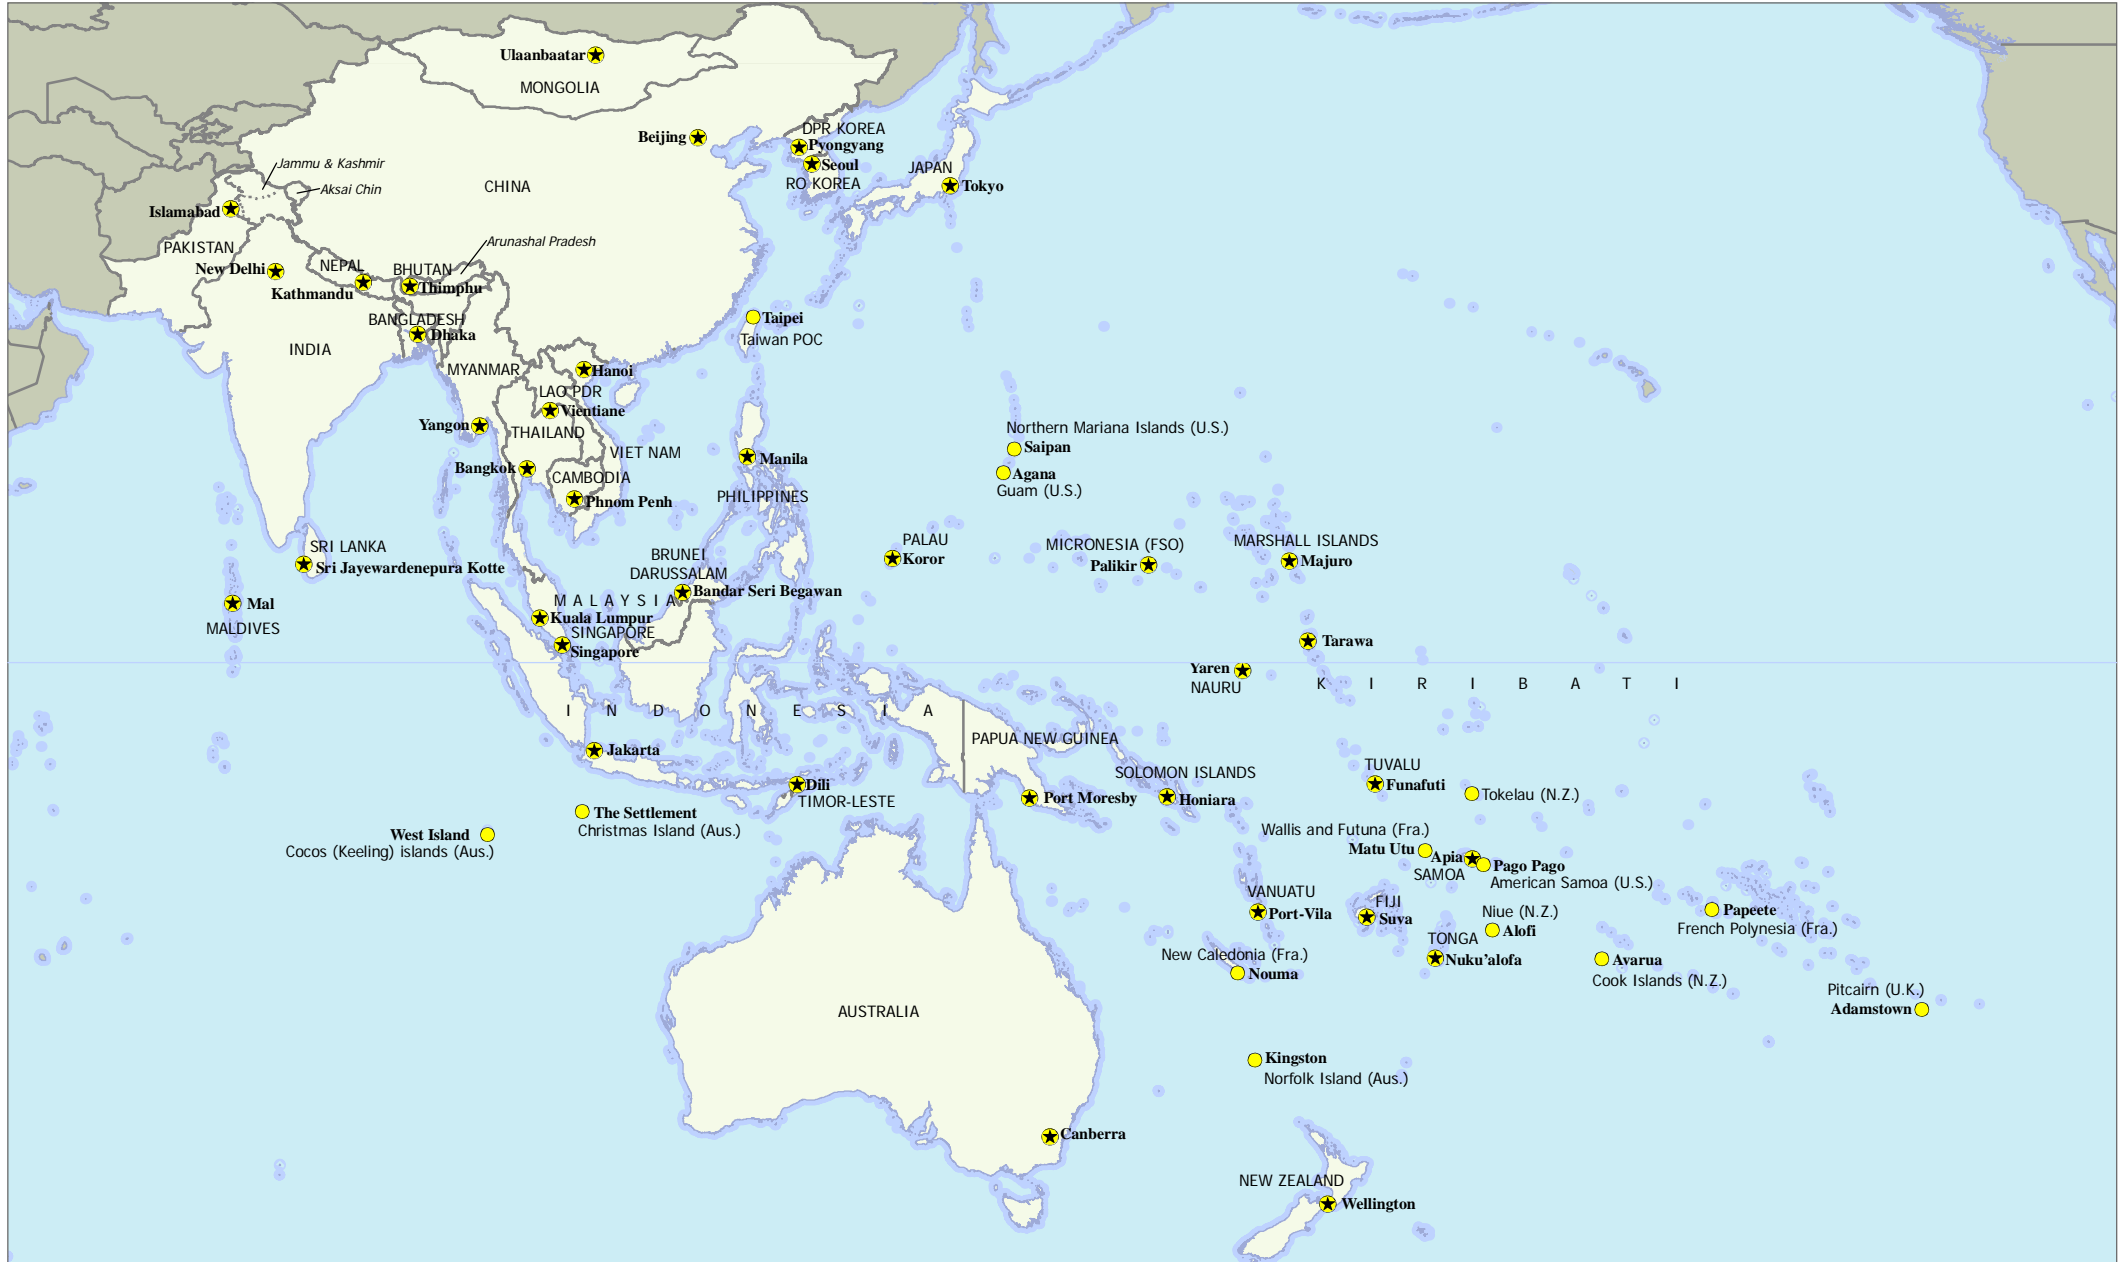 Ulaanbaatar
MONGOLIA
Beijing
DPR KOREA
Pyongyang
Seoul
RO KOREA
JAPAN
Tokyo
Jammu & Kashmir
Aksai Chin
CHINA
Islamabad
PAKISTAN
New Delhi
NEPAL
Kathmandu
BHUTAN
Thimphu
Arunashal Pradesh
BANGLADESH
Dhaka
INDIA
Taipei
Taiwan POC
MYANMAR
Hanoi
LAO PDR
Vientiane
Yangon
THAILAND
VIET NAM
Bangkok
CAMBODIA
Phnom Penh
Manila
PHILIPPINES
Northern Mariana Islands (U.S.)
Saipan
Agana
Guam (U.S.)
SRI LANKA
Sri Jayewardenepura Kotte
Mal
MALDIVES
BRUNEI
DARUSSALAM
Bandar Seri Begawan
MALAYSIA
Kuala Lumpur
SINGAPORE
Singapore
PALAU
Koror
MICRONESIA (FSO)
Palikir
MARSHALL ISLANDS
Majuro
Tarawa
Yaren
NAURU
KIRIBATI
INDONESIA
Jakarta
PAPUA NEW GUINEA
Port Moresby
SOLOMON ISLANDS
Honiara
Dili
TIMOR-LESTE
TUVALU
Funafuti
Tokelau (N.Z.)
The Settlement
Christmas Island (Aus.)
West Island
Cocos (Keeling) islands (Aus.)
Wallis and Futuna (Fra.)
Matu Utu
Apia
SAMOA
Pago Pago
American Samoa (U.S.)
VANUATU
Port-Vila
FIJI
Suva
Niue (N.Z.)
Alofi
TONGA
Nuku'alofa
Papeete
French Polynesia (Fra.)
New Caledonia (Fra.)
Nouma
Avarua
Cook Islands (N.Z.)
Pitcairn (U.K.)
Adamstown
AUSTRALIA
Kingston
Norfolk Island (Aus.)
Canberra
NEW ZEALAND
Wellington